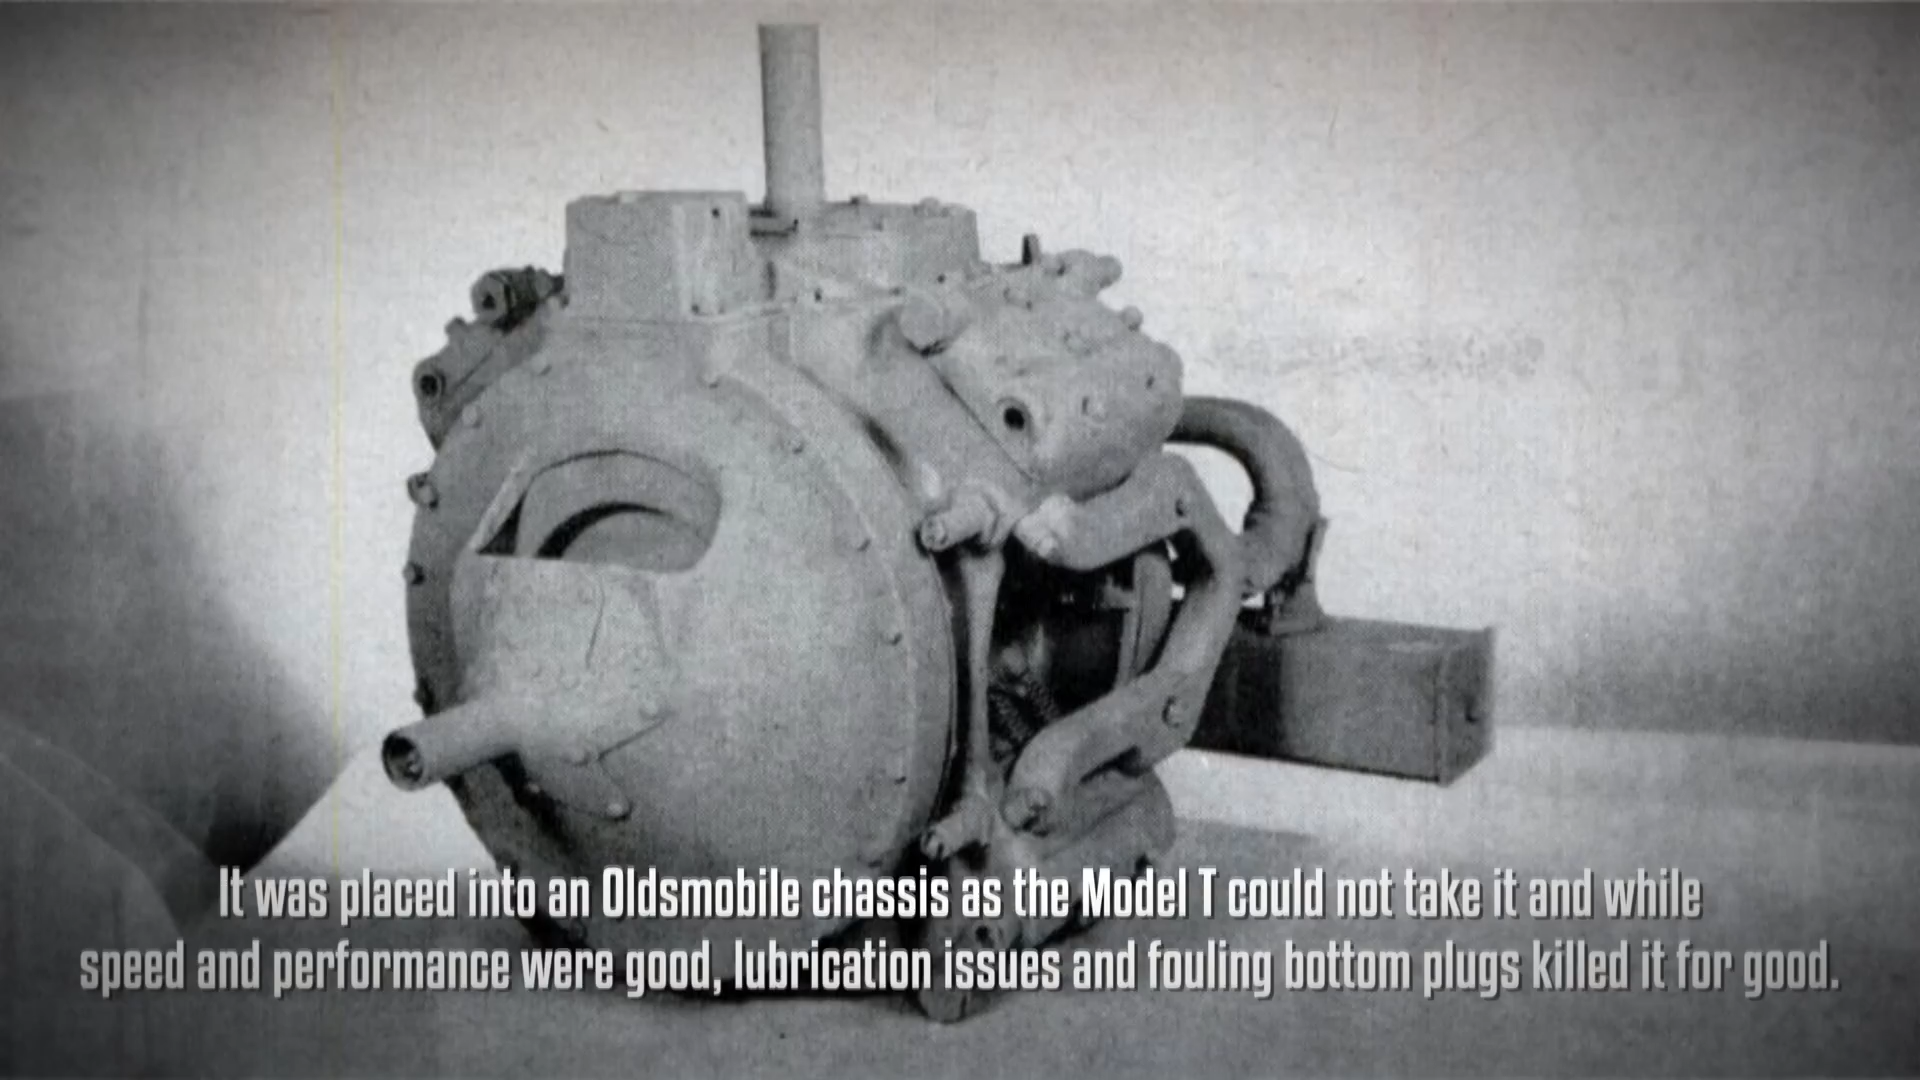 It was placed into an Oldsmobile chassis as the Model T could not take it and while
speed and performance were good, lubrication issues and fouling bottom plugs killed it for good.